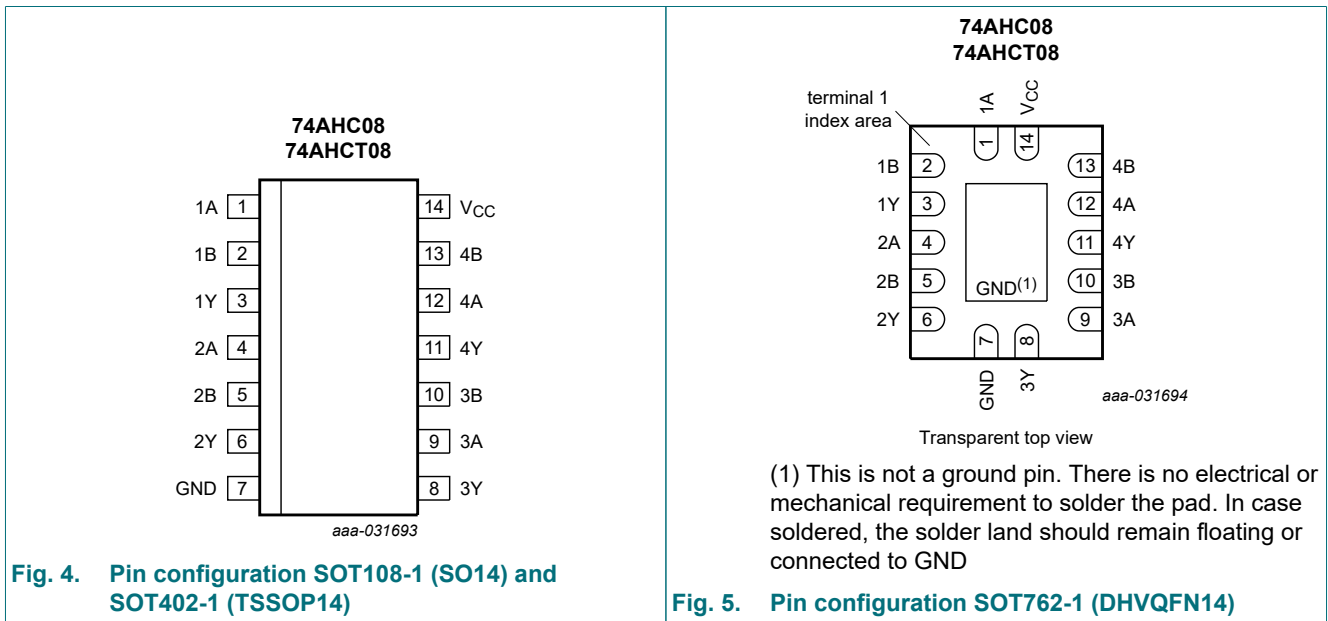 74AHC08
74AHCT08
1A 1 14 VCC
1B 2 13 4B
1Y 3 12 4A
2A 4 11 4Y
2B 5 10 3B
2Y 6 9 3A
GND 7 8 3Y
aaa-031693
Fig. 4. Pin configuration SOT108-1 (SO14) and
SOT402-1 (TSSOP14)
74AHC08
74AHCT08
terminal 1
index area
1A VCC
1 14
1B 2 13 4B
1Y 3 12 4A
2A 4 11 4Y
2B 5 10 3B
GND(1)
2Y 6 9 3A
7 8
GND 3Y
aaa-031694
Transparent top view
(1) This is not a ground pin. There is no electrical or
mechanical requirement to solder the pad. In case
soldered, the solder land should remain floating or
connected to GND
Fig. 5. Pin configuration SOT762-1 (DHVQFN14)